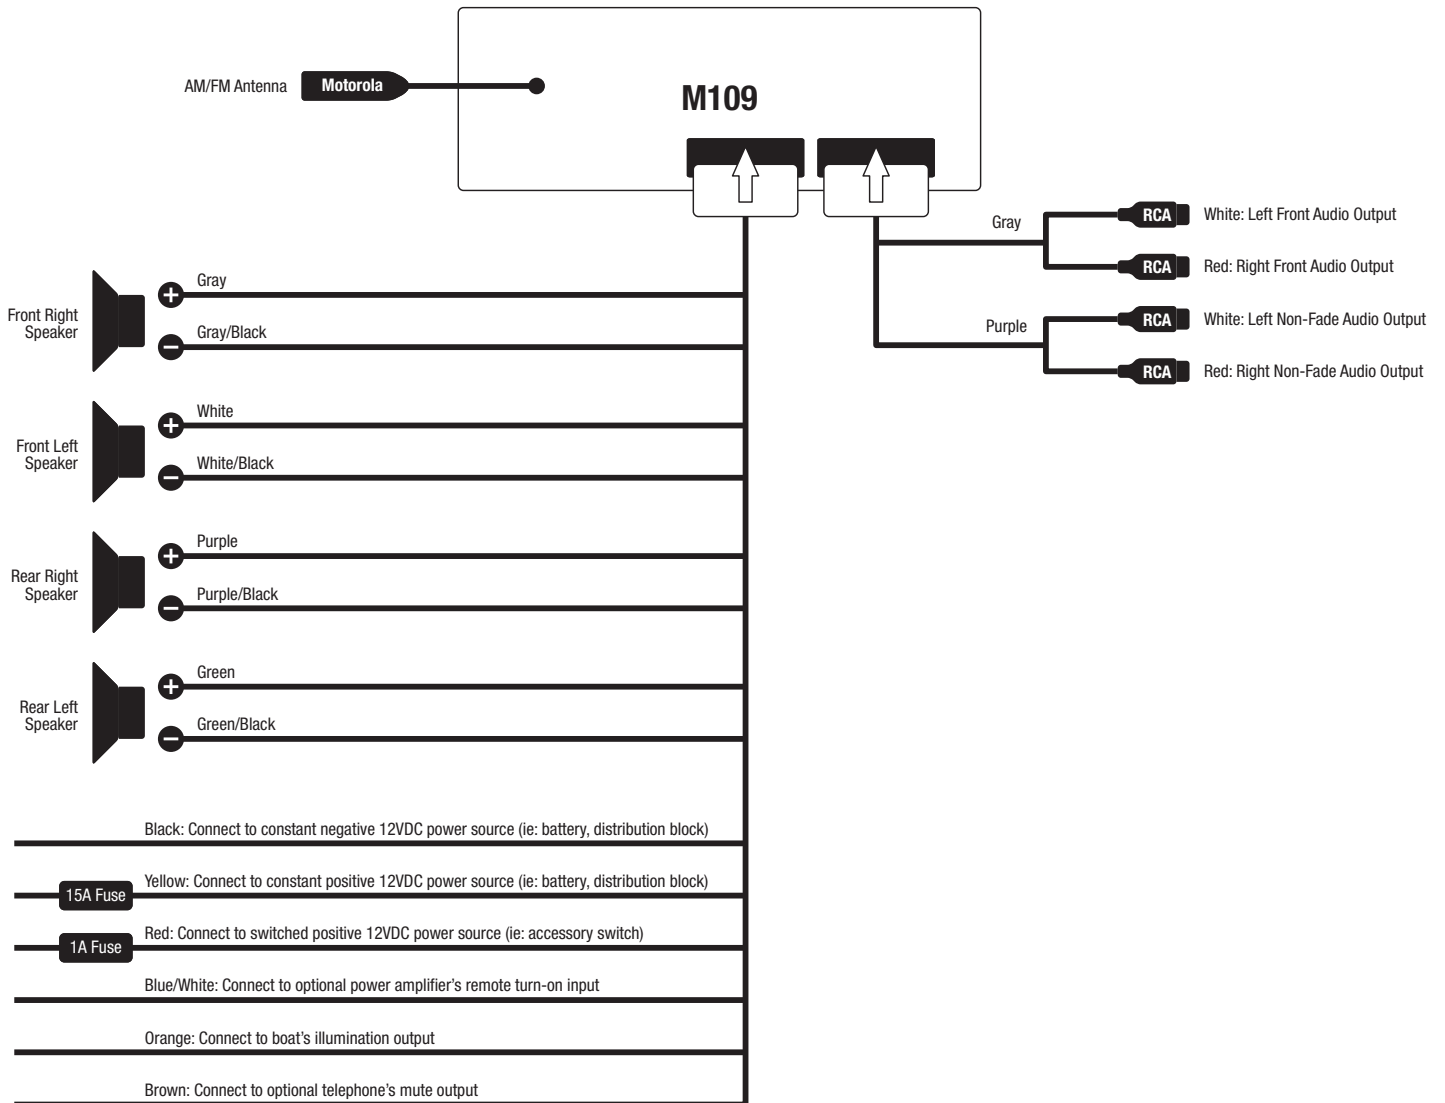 M109
AM/FM Antenna
Motorola
Gray
RCA
White: Left Front Audio Output
RCA
Red: Right Front Audio Output
Purple
RCA
White: Left Non-Fade Audio Output
RCA
Red: Right Non-Fade Audio Output
Front Right
Speaker
+
Gray
−
Gray/Black
Front Left
Speaker
+
White
−
White/Black
Rear Right
Speaker
+
Purple
−
Purple/Black
Rear Left
Speaker
+
Green
−
Green/Black
Black: Connect to constant negative 12VDC power source (ie: battery, distribution block)
15A Fuse
Yellow: Connect to constant positive 12VDC power source (ie: battery, distribution block)
1A Fuse
Red: Connect to switched positive 12VDC power source (ie: accessory switch)
Blue/White: Connect to optional power amplifier’s remote turn-on input
Orange: Connect to boat’s illumination output
Brown: Connect to optional telephone’s mute output